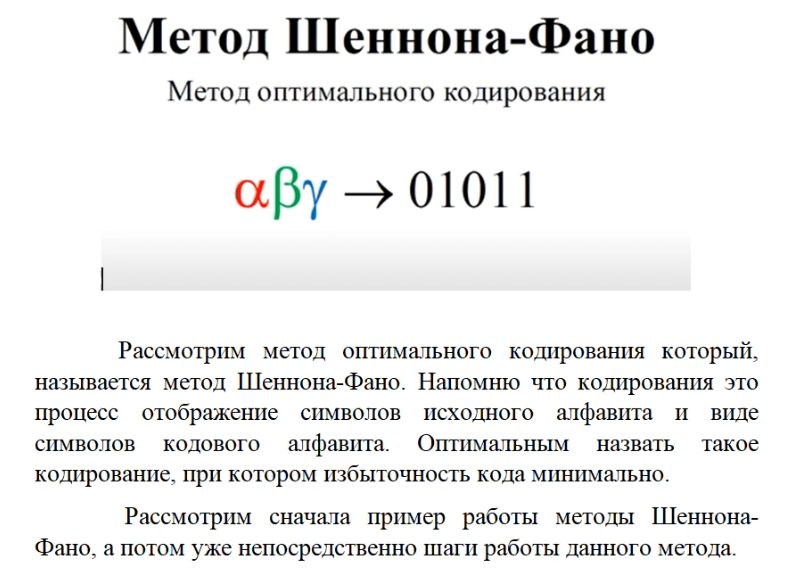 Метод Шеннона-Фано
Метод оптимального кодирования
αβγ → 01011
Рассмотрим метод оптимального кодирования который,
называется метод Шеннона-Фано. Напомню что кодирования это
процесс отображение символов исходного алфавита и виде
символов кодового алфавита. Оптимальным назвать такое
кодирование, при котором избыточность кода минимально.
Рассмотрим сначала пример работы методы Шеннона-
Фано, а потом уже непосредственно шаги работы данного метода.